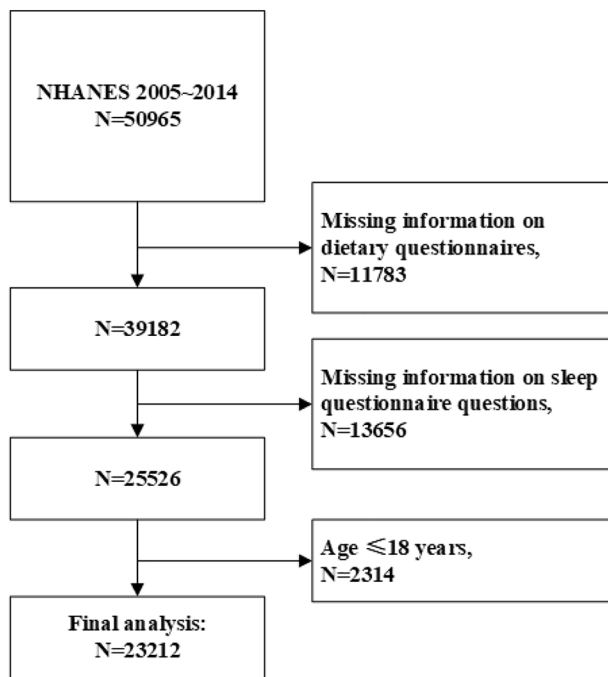 NHANES 2005~2014
N=50965
Missing information on
dietary questionnaires,
N=11783
N=39182
Missing information on sleep
questionnaire questions,
N=13656
N=25526
Age ≤18 years,
N=2314
Final analysis:
N=23212